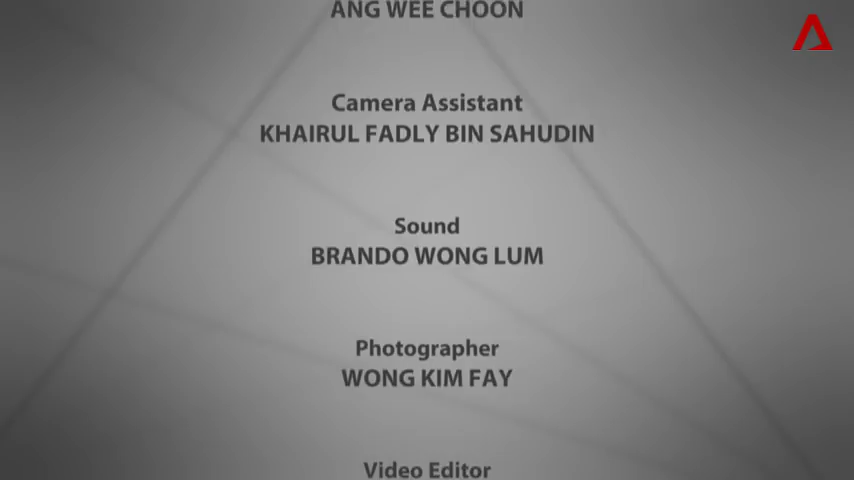 ANG WEE CHOON
Camera Assistant
KHAIRUL FADLY BIN SAHUDIN
Sound
BRANDO WONG LUM
Photographer
WONG KIM FAY
Video Editor